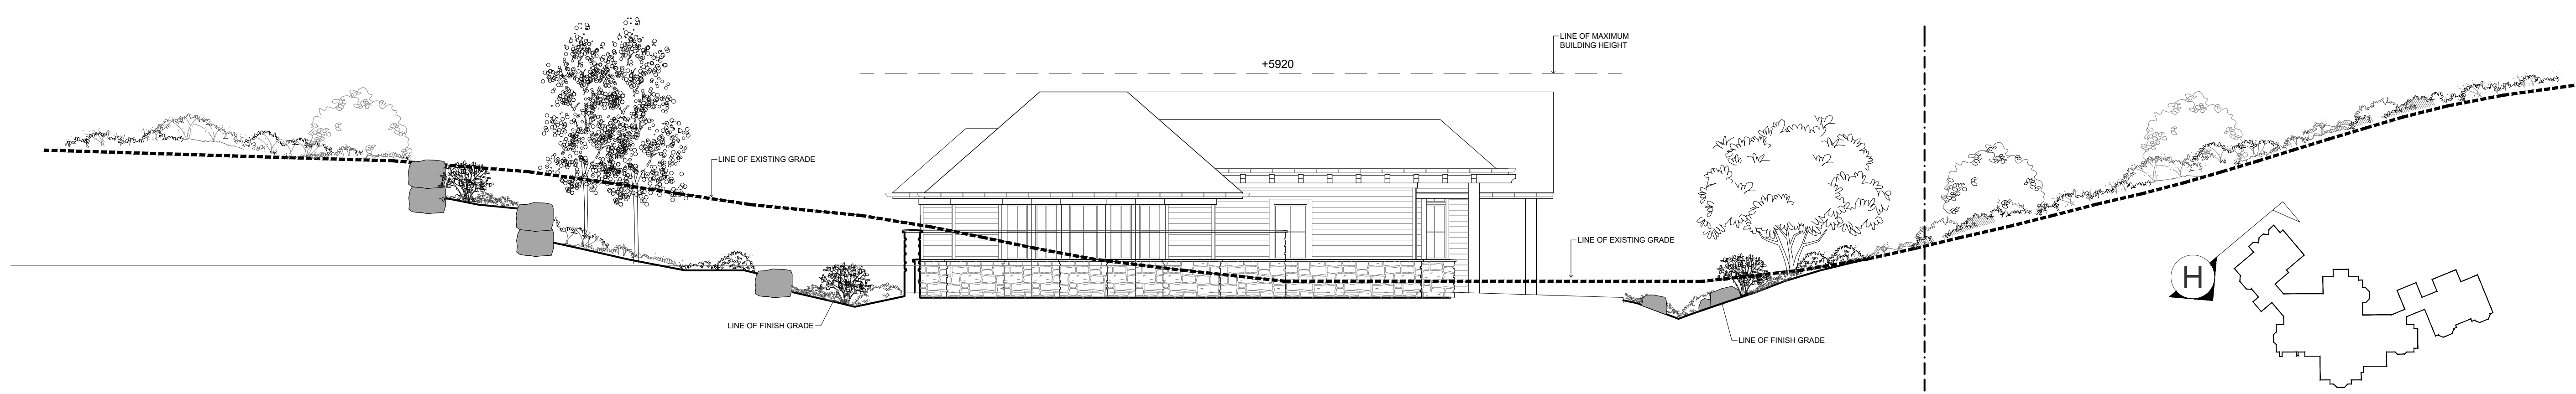 LINE OF MAXIMUM
BUILDING HEIGHT
+5920
LINE OF EXISTING GRADE
LINE OF EXISTING GRADE
H
LINE OF FINISH GRADE
LINE OF FINISH GRADE